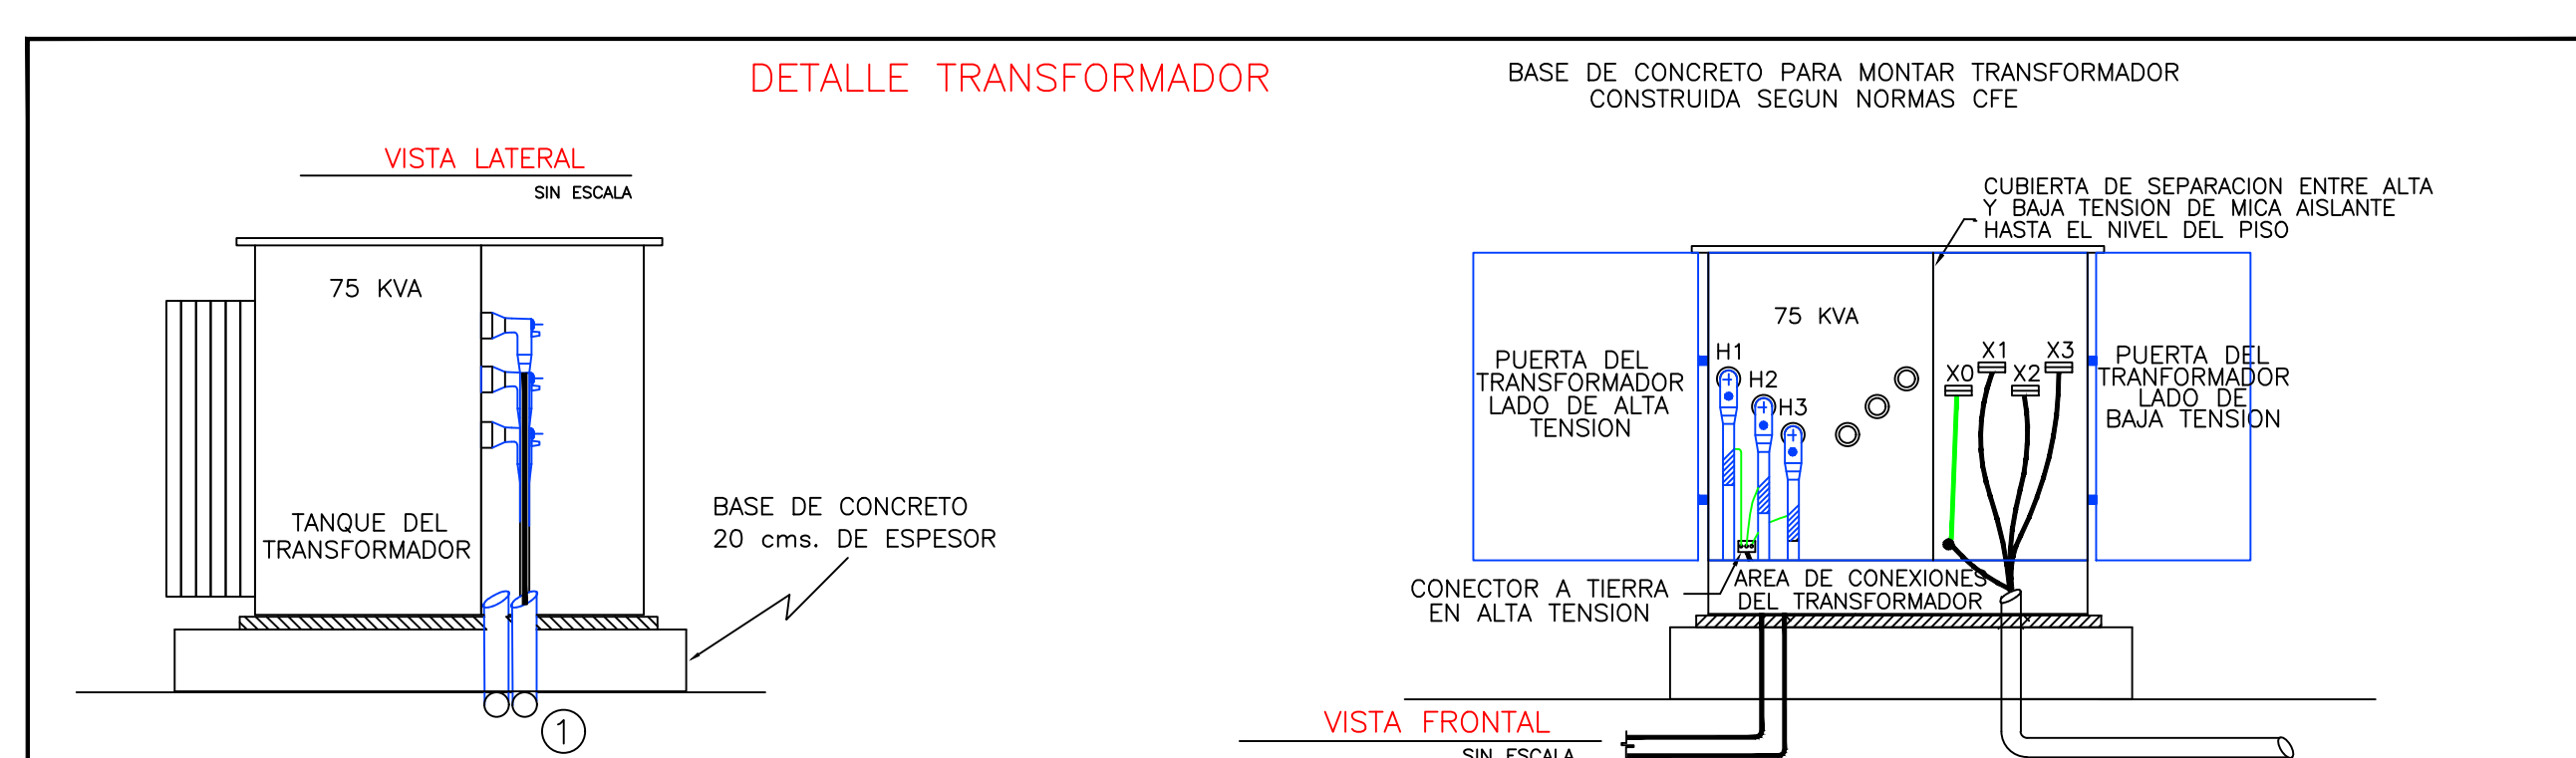 DETALLE TRANSFORMADOR
BASE DE CONCRETO PARA MONTAR TRANSFORMADOR
CONSTRUIDA SEGUN NORMAS CFE
VISTA LATERAL
SIN ESCALA
75 KVA
TANQUE DEL
TRANSFORMADOR
BASE DE CONCRETO
20 cms. DE ESPESOR
1
CUBIERTA DE SEPARACION ENTRE ALTA
Y BAJA TENSION DE MICA AISLANTE
HASTA EL NIVEL DEL PISO
75 KVA
PUERTA DEL
TRANSFORMADOR
LADO DE ALTA
TENSION
H1
H2
H3
X0
X1
X2
X3
PUERTA DEL
TRANFORMADOR
LADO DE
BAJA TENSION
CONECTOR A TIERRA
EN ALTA TENSION
AREA DE CONEXIONES
DEL TRANSFORMADOR
VISTA FRONTAL
SIN ESCALA